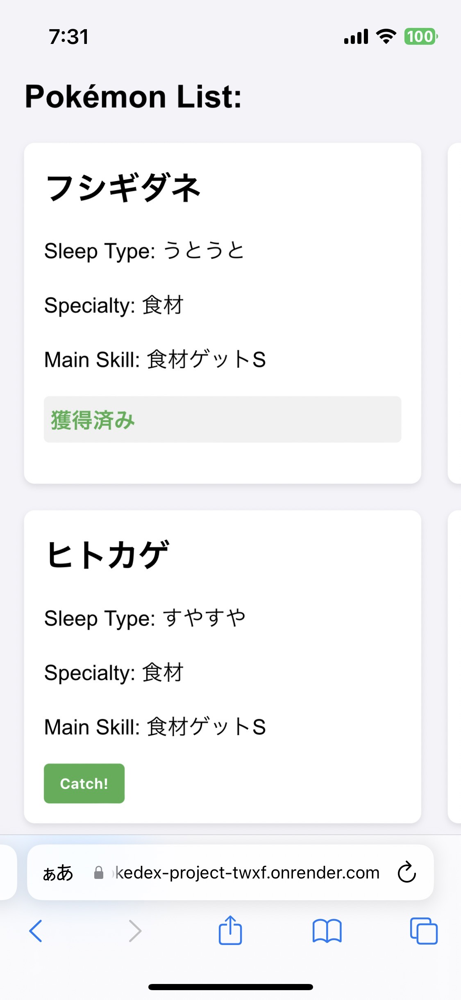 7:31
100
Pokémon List:
フシギダネ
Sleep Type: うとうと
Specialty: 食材
Main Skill: 食材ゲットS
獲得済み
ヒトカゲ
Sleep Type: すやすや
Specialty: 食材
Main Skill: 食材ゲットS
Catch!
ぁあ kedex-project-twxf.onrender.com